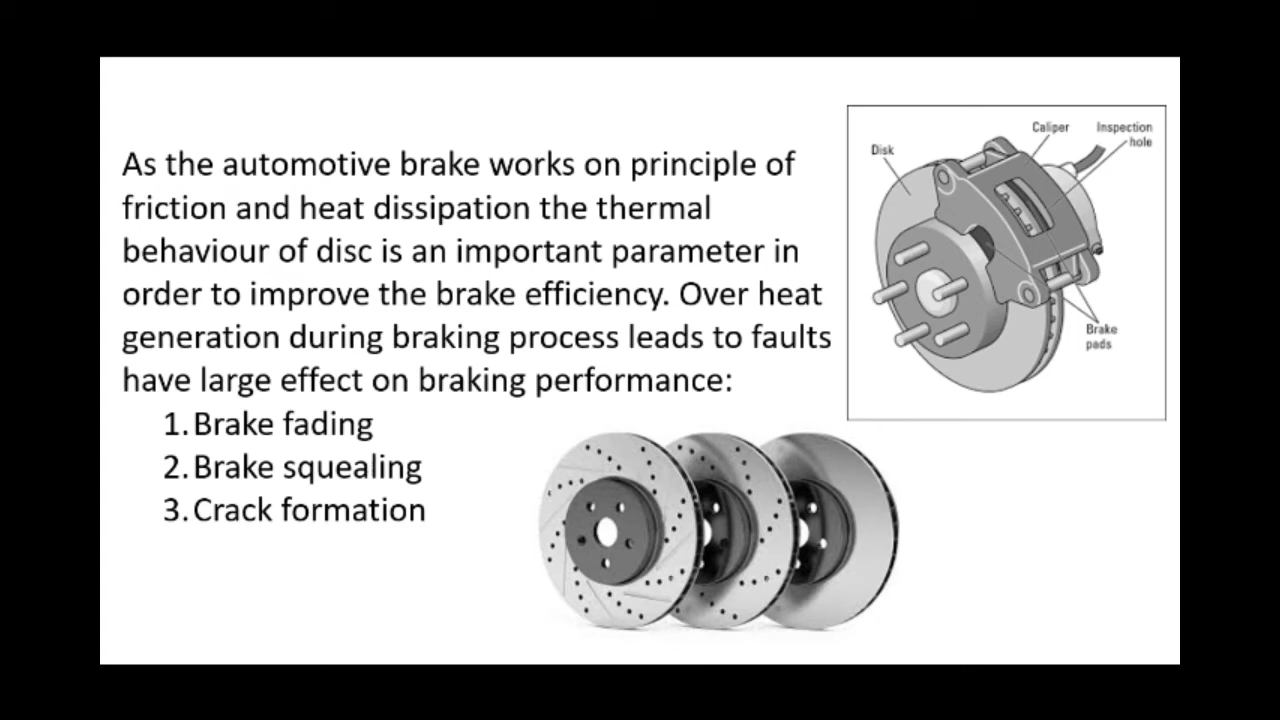 As the automotive brake works on principle of
friction and heat dissipation the thermal
behaviour of disc is an important parameter in
order to improve the brake efficiency. Over heat
generation during braking process leads to faults
have large effect on braking performance:
1. Brake fading
2. Brake squealing
3. Crack formation
Disk
Caliper
Inspection
hole
Brake
pads